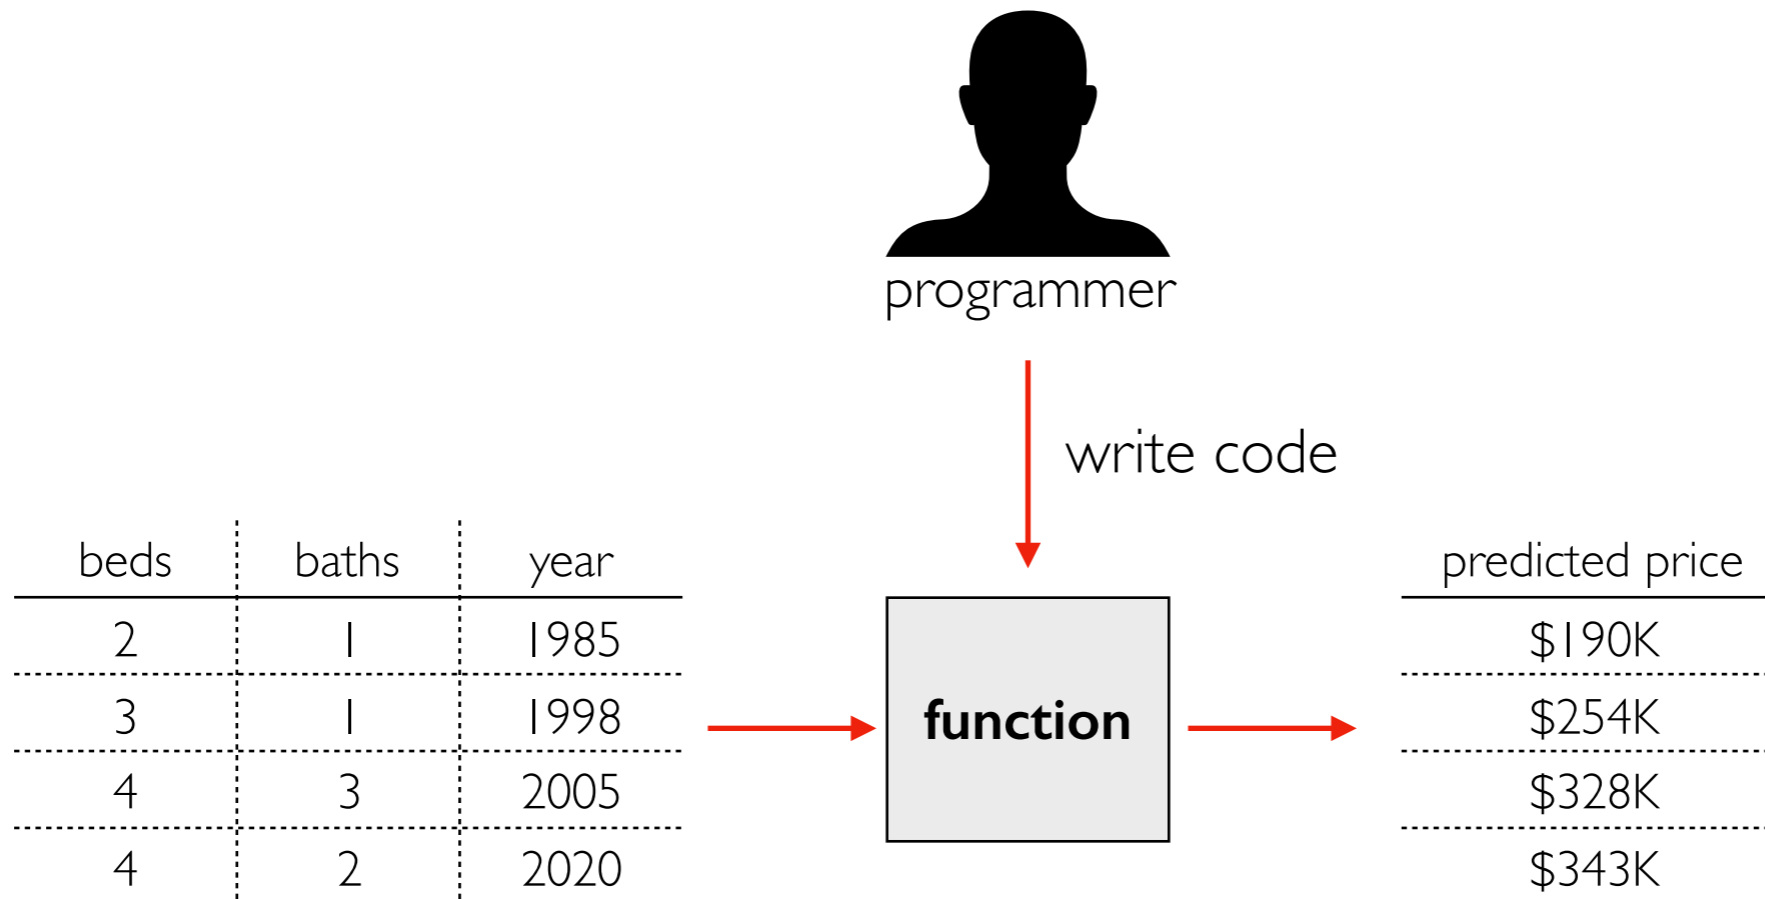 programmer
write code
beds baths year
2 1 1985
3 1 1998
4 3 2005
4 2 2020
function
predicted price
$190K
$254K
$328K
$343K